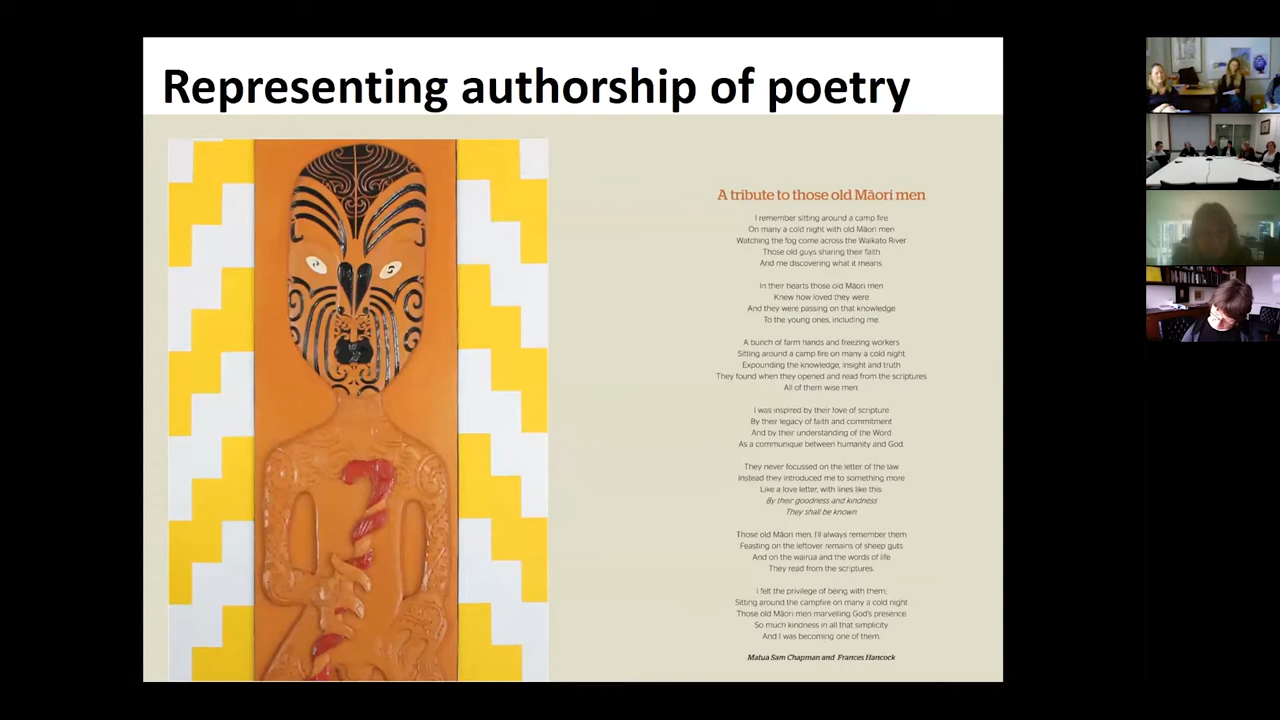 Representing authorship of poetry
A tribute to those old Māori men
I remember sitting around a camp fire
On many a cold night with old Māori men
Watching the fog come across the Waikato River
Those old guys sharing their faith
And me discovering what it means.
In their hearts those old Māori men
Knew how loved they were
And they were passing on that knowledge
To the young ones, including me.
A bunch of farm hands and freezing workers
Sitting around a camp fire on many a cold night
Expounding the knowledge, insight and truth
They found when they opened and read from the scriptures
All of them wise men
I was inspired by their love of scripture
By their legacy of faith and commitment
And by their understanding of the Word
As a communique between humanity and God
They never focussed on the letter of the law
Instead they introduced me to something more
Like a love letter, with lines like this
By their goodness and kindness
They shall be known.
Those old Māori men, I'll always remember them
Feasting on the leftover remains of sheep guts
And on the wairua and the words of life
They read from the scriptures.
I felt the privilege of being with them,
Sitting around the campfire on many a cold night
Those old Māori men marvelling God's presence
So much kindness in all that simplicity
And I was becoming one of them.
Matua Sam Chapman and Frances Hancock